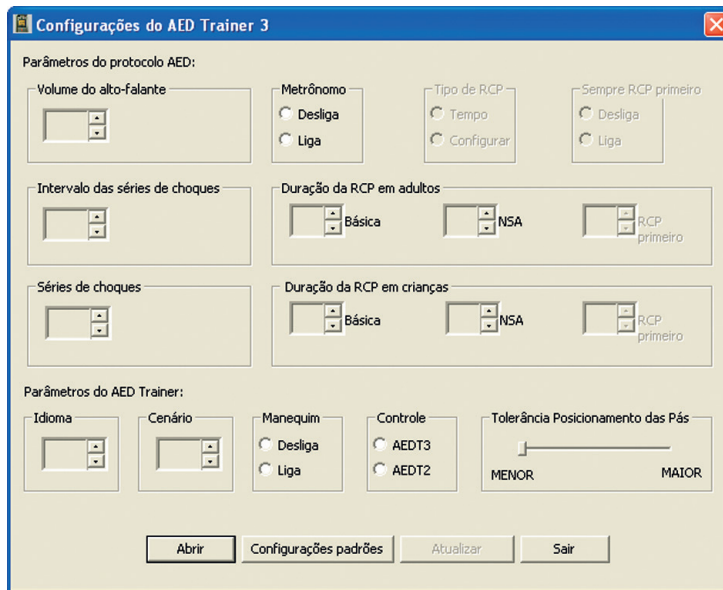 Configurações do AED Trainer 3
Parâmetros do protocolo AED:
Volume do alto-falante
Metrônomo
Desliga
Liga
Tipo de RCP
Tempo
Configurar
Sempre RCP primeiro
Desliga
Liga
Intervalo das séries de choques
Duração da RCP em adultos
Básica
NSA
RCP
primeiro
Séries de choques
Duração da RCP em crianças
Básica
NSA
RCP
primeiro
Parâmetros do AED Trainer:
Idioma
Cenário
Manequim
Desliga
Liga
Controle
AEDT3
AEDT2
Tolerância Posicionamento das Pás
MENOR MAIOR
Abrir Configurações padrões Atualizar Sair